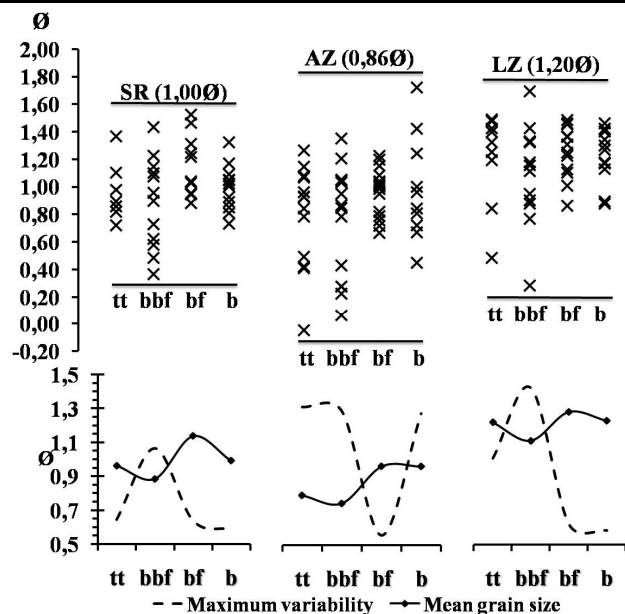 Ø
2,00
1,80
1,60
1,40
1,20
1,00
0,80
0,60
0,40
0,20
0,00
-0,20
SR (1,00Ø)
AZ (0,86Ø)
LZ (1,20Ø)
tt bbf bf b
tt bbf bf b
tt bbf bf b
1,5
1,3
1,1
Ø
0,9
0,7
0,5
tt bbf bf b
tt bbf bf b
tt bbf bf b
Maximum variability Mean grain size